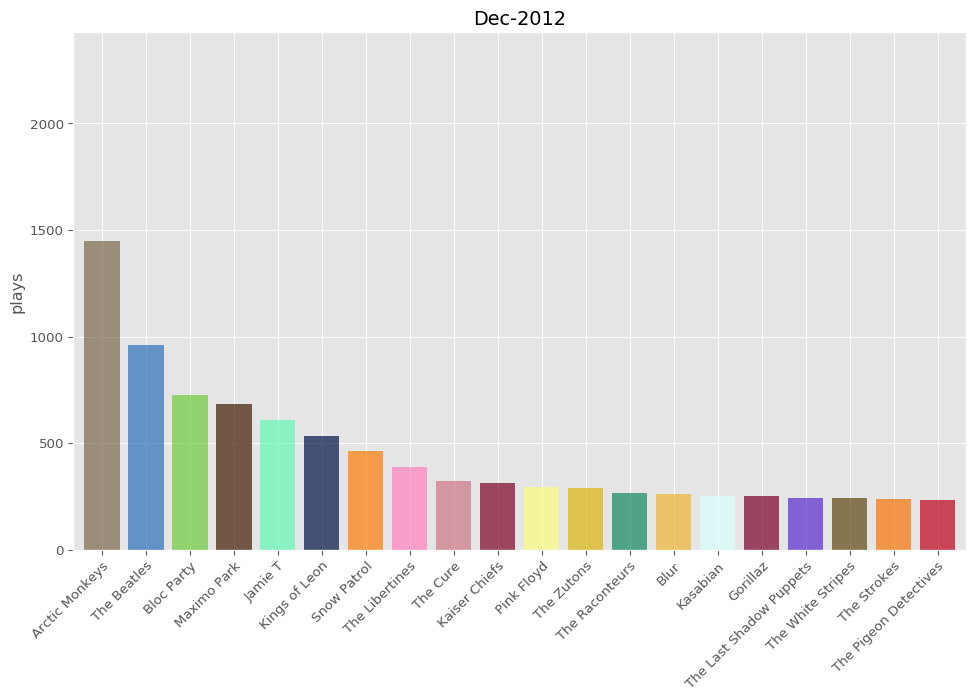 Dec-2012
plays
2000
1500
1000
500
0
Arctic Monkeys
The Beatles
Bloc Party
Maximo Park
Jamie T
Kings of Leon
Snow Patrol
The Libertines
The Cure
Kaiser Chiefs
Pink Floyd
The Zutons
The Raconteurs
Blur
Kasabian
Gorillaz
The Last Shadow Puppets
The White Stripes
The Strokes
The Pigeon Detectives